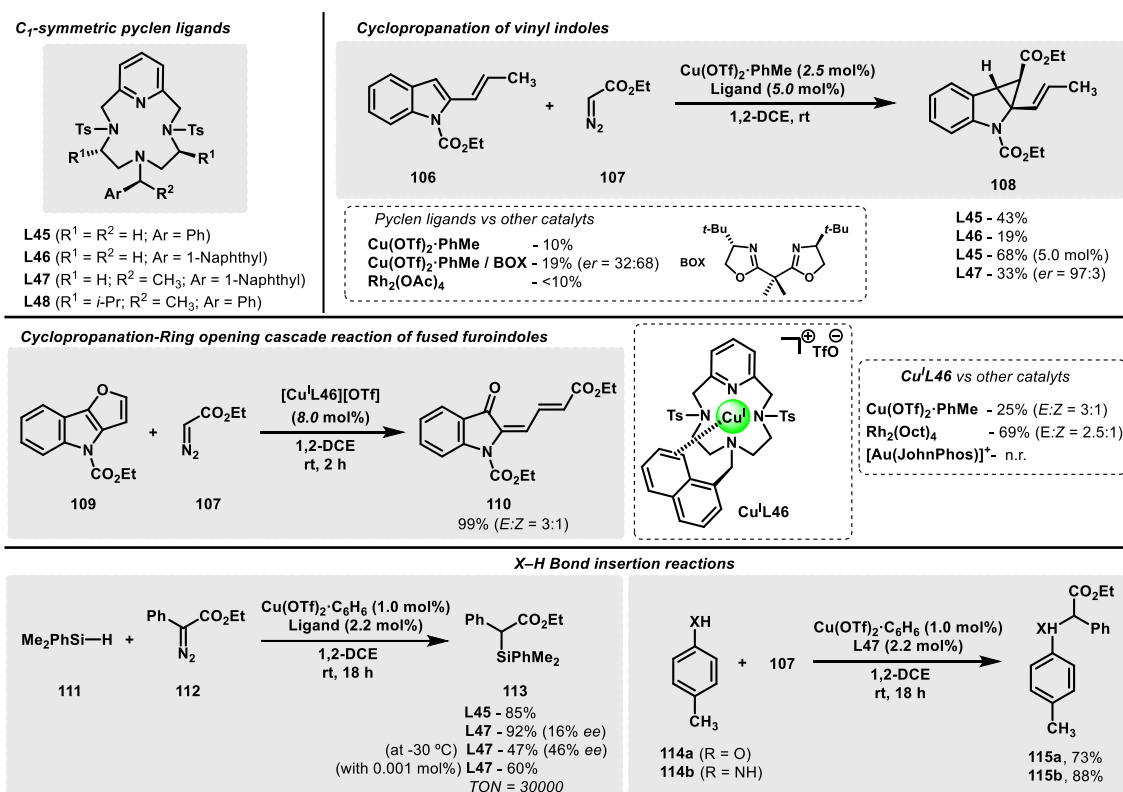 C1-symmetric pyclen ligands
N
Ts N N Ts
R1 N R1
Ar R2
L45 (R1 = R2 = H; Ar = Ph)
L46 (R1 = R2 = H; Ar = 1-Naphthyl)
L47 (R1 = H; R2 = CH3; Ar = 1-Naphthyl)
L48 (R1 = i-Pr; R2 = CH3; Ar = Ph)
Cyclopropanation of vinyl indoles
CH3
N
CO2Et
106
+
CO2Et
N2
107
Cu(OTf)2·PhMe (2.5 mol%)
Ligand (5.0 mol%)
1,2-DCE, rt
H CO2Et
CH3
N
CO2Et
108
L45 - 43%
L46 - 19%
L45 - 68% (5.0 mol%)
L47 - 33% (er = 97:3)
Pyclen ligands vs other catalyts
Cu(OTf)2·PhMe - 10%
Cu(OTf)2·PhMe / BOX - 19% (er = 32:68)
Rh2(OAc)4 - <10%
BOX
t-Bu t-Bu
N N
O O
Cyclopropanation-Ring opening cascade reaction of fused furoindoles
O
N
CO2Et
109
+
CO2Et
N2
107
[CuIL46][OTf]
(8.0 mol%)
1,2-DCE
rt, 2 h
O CO2Et
N
CO2Et
110
99% (E:Z = 3:1)
⊕ ⊖
TfO
N
Ts N CuI N Ts
N
CuIL46
CuIL46 vs other catalysts
Cu(OTf)2·PhMe - 25% (E:Z = 3:1)
Rh2(Oct)4 - 69% (E:Z = 2.5:1)
[Au(JohnPhos)]+- n.r.
X–H Bond insertion reactions
Me2PhSi H
111
+
Ph CO2Et
N2
112
Cu(OTf)2·C6H6 (1.0 mol%)
Ligand (2.2 mol%)
1,2-DCE
rt, 18 h
Ph CO2Et
SiPhMe2
113
L45 - 85%
L47 - 92% (16% ee)
(at -30 ºC) L47 - 47% (46% ee)
(with 0.001 mol%) L47 - 60%
TON = 30000
XH
CH3
114a (R = O)
114b (R = NH)
+
107
Cu(OTf)2·C6H6 (1.0 mol%)
L47 (2.2 mol%)
1,2-DCE
rt, 18 h
CO2Et
XH Ph
CH3
115a, 73%
115b, 88%